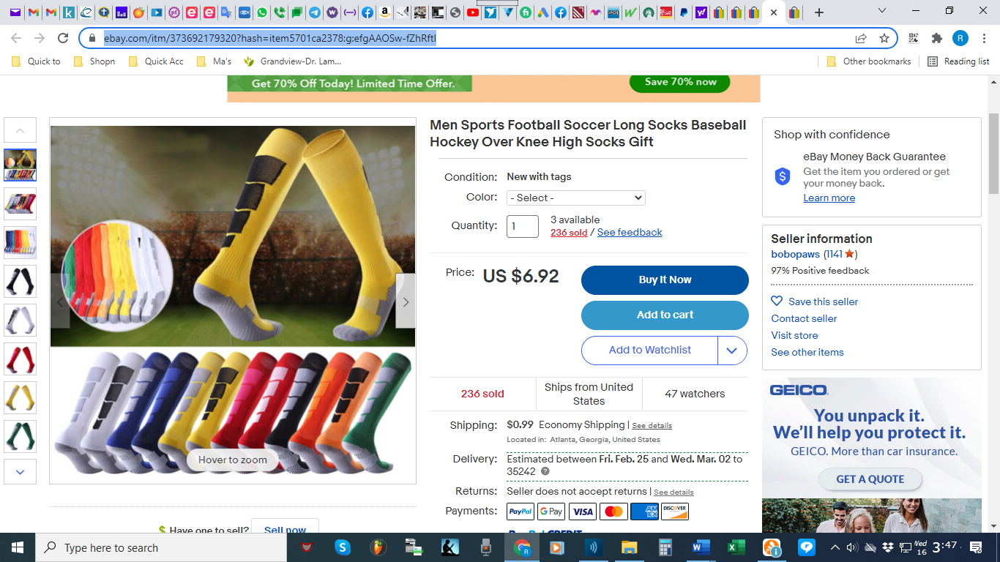 ebay.com/itm/373692179320?hash=item5701ca2378:g:efgAAOSw-fZhRftI
R
Quick to
Shopn
Quick Acc
Ma's
Grandview-Dr. Lam...
Other bookmarks
Reading list
Get 70% Off Today! Limited Time Offer.
Save 70% now
Men Sports Football Soccer Long Socks Baseball
Hockey Over Knee High Socks Gift
Condition: New with tags
Color: - Select -
Quantity: 1
3 available
236 sold / See feedback
Price: US $6.92
Buy It Now
Add to cart
Add to Watchlist
236 sold
Ships from United
States
47 watchers
Shipping: $0.99 Economy Shipping | See details
Located in: Atlanta, Georgia, United States
Delivery: Estimated between Fri. Feb. 25 and Wed. Mar. 02 to
35242
Returns: Seller does not accept returns | See details
Payments: PayPal G Pay VISA MasterCard AM EX DISCOVER
PayPal CREDIT
Hover to zoom
$ Have one to sell? Sell now
Shop with confidence
eBay Money Back Guarantee
Get the item you ordered or get
your money back.
Learn more
Seller information
bobopaws (1141)
97% Positive feedback
Save this seller
Contact seller
Visit store
See other items
GEICO.
You unpack it.
We'll help you protect it.
GEICO. More than car insurance.
GET A QUOTE
Type here to search
Wed
16
3:47